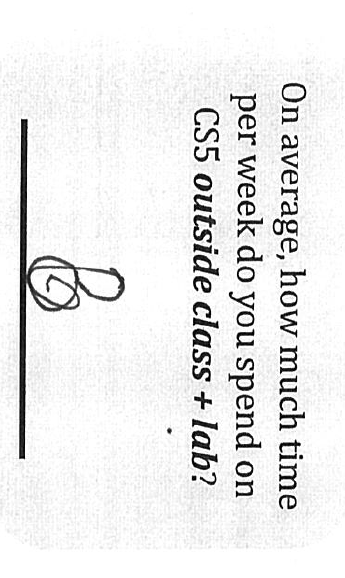 On average, how much time
per week do you spend on
CS5 outside class + lab?
8